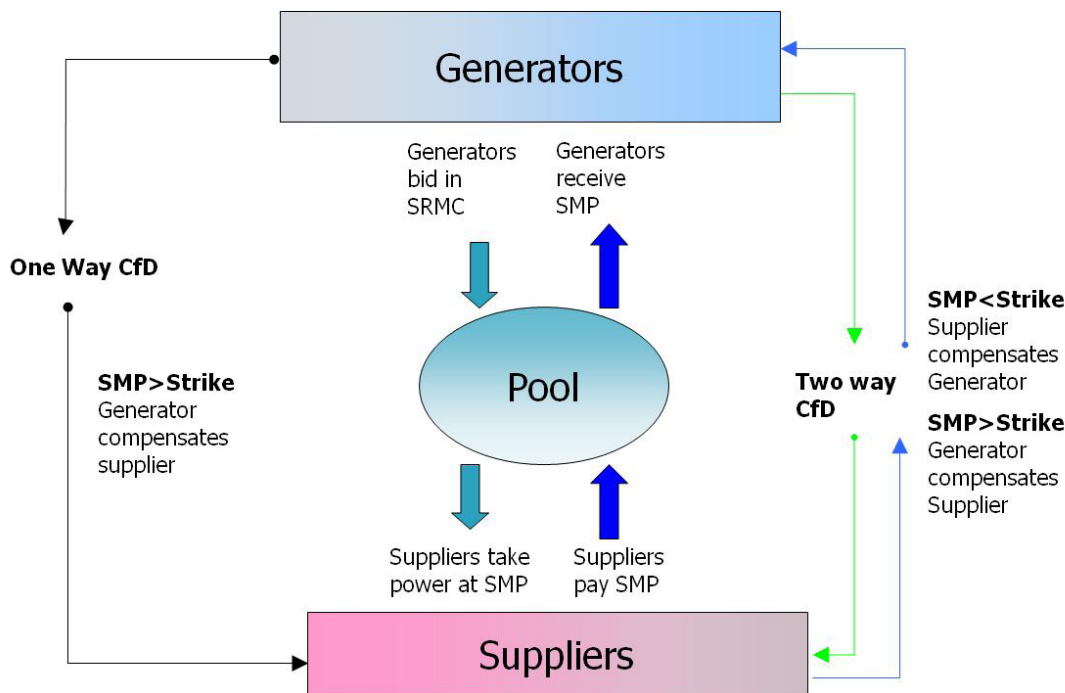 Generators
Generators
bid in
SRMC
Generators
receive
SMP
One Way CfD
SMP>Strike
Generator
compensates
supplier
Pool
Two way
CfD
SMP<Strike
Supplier
compensates
Generator
SMP>Strike
Generator
compensates
Supplier
Suppliers take
power at SMP
Suppliers
pay SMP
Suppliers